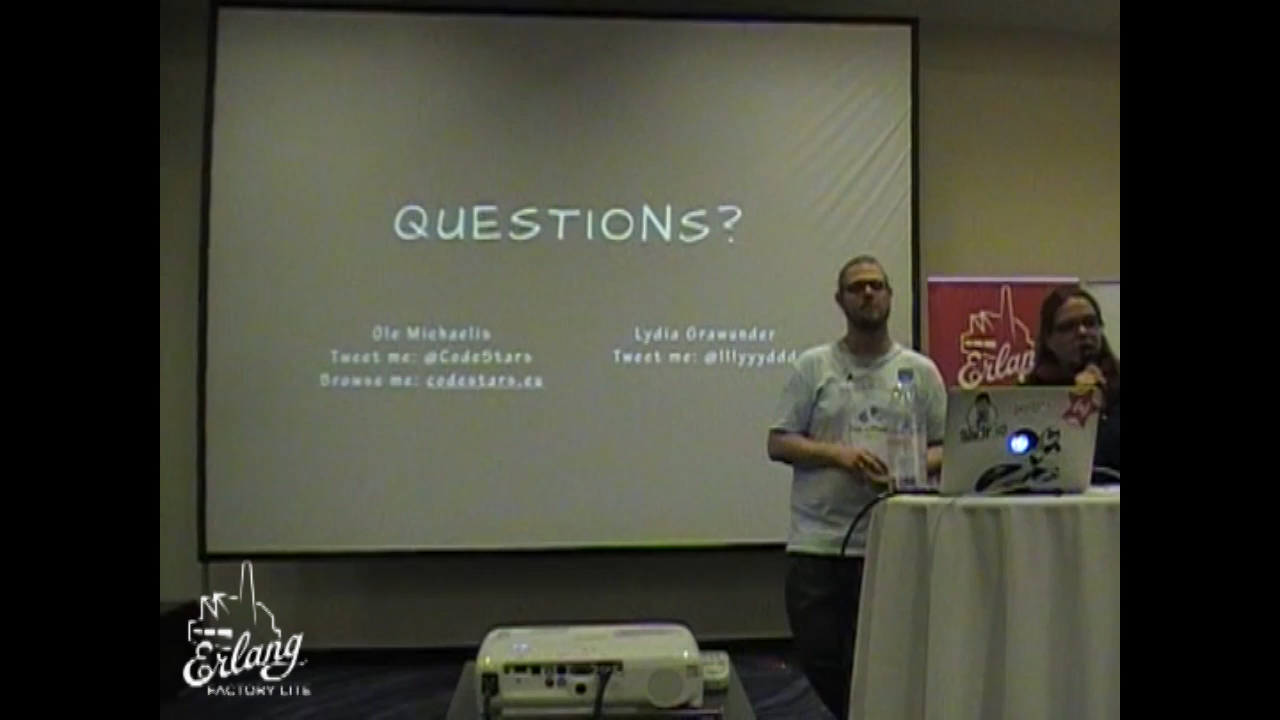 QUESTIONS?
Ole Michaelis
Lydia Grawunder
Tweet me: @CodeStars
Tweet me: @lllyyyddd
Browse me: codestars.eu
Erlang
Erlang
FACTORY LITE